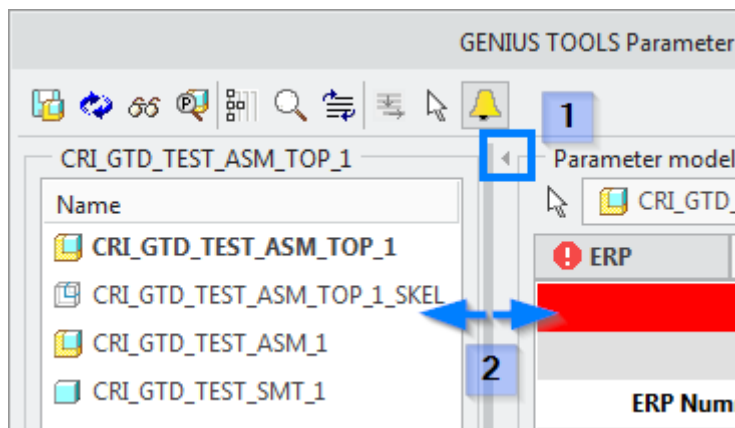 GENIUS TOOLS Parameter
1
CRI_GTD_TEST_ASM_TOP_1
Parameter model
Name
CRI_GTD_
CRI_GTD_TEST_ASM_TOP_1
ERP
CRI_GTD_TEST_ASM_TOP_1_SKEL
CRI_GTD_TEST_ASM_1
2
CRI_GTD_TEST_SMT_1
ERP Num